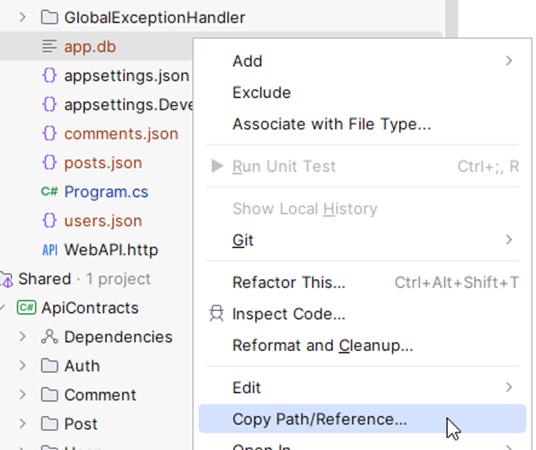 GlobalExceptionHandler
app.db
appsettings.json
appsettings.Deve
comments.json
posts.json
C# Program.cs
users.json
API WebAPI.http
Shared · 1 project
C# ApiContracts
Dependencies
Auth
Comment
Post
Add
Exclude
Associate with File Type...
Run Unit Test Ctrl+;, R
Show Local History
Git
Refactor This... Ctrl+Alt+Shift+T
Inspect Code...
Reformat and Cleanup...
Edit
Copy Path/Reference...
Open In